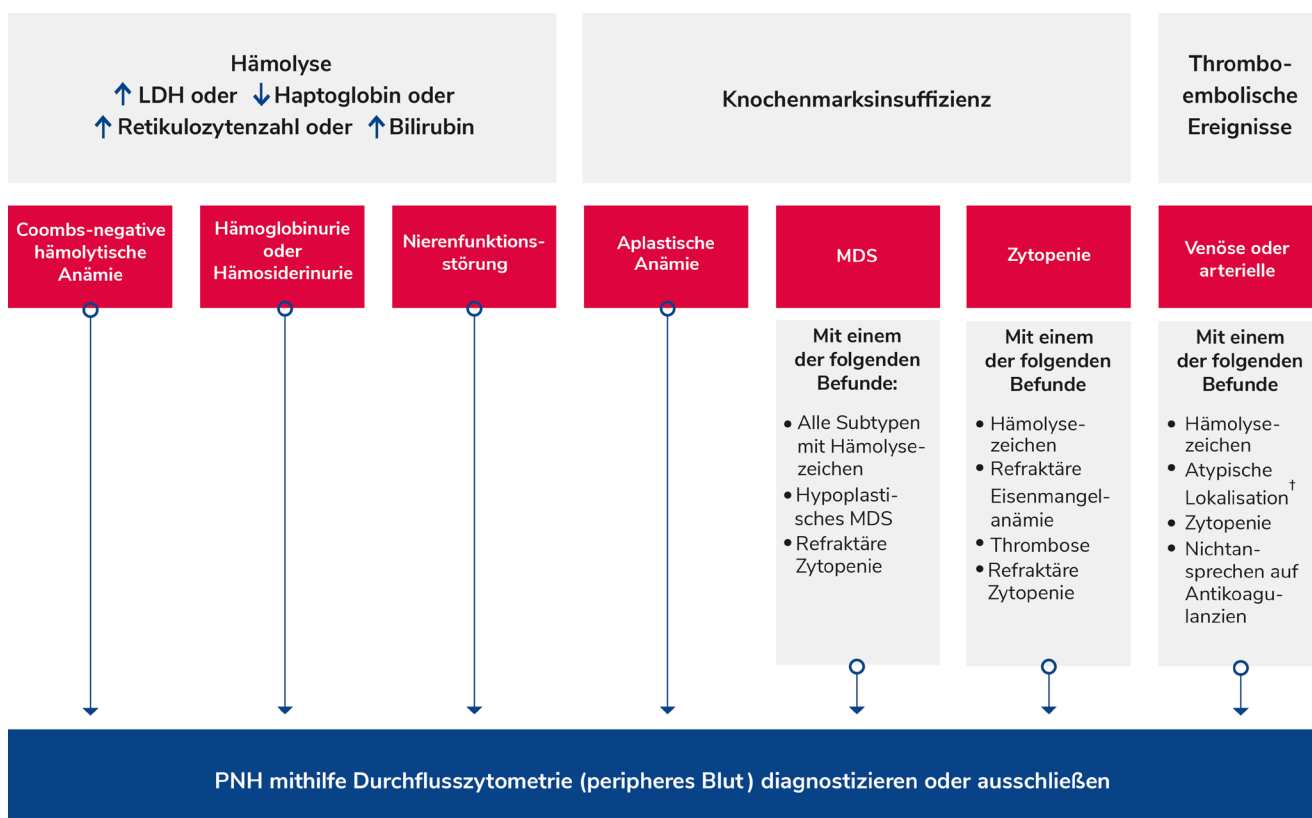 Hämolyse
↑ LDH oder ↓ Haptoglobin oder
↑ Retikulozytenzahl oder ↑ Bilirubin
Knochenmarksinsuffizienz
Thrombo-
embolische
Ereignisse
Coombs-negative
hämolytische
Anämie
Hämoglobinurie
oder
Hämosiderinurie
Nierenfunktions-
störung
Aplastische
Anämie
MDS
Zytopenie
Venöse oder
arterielle
Mit einem
der folgenden
Befunde:
• Alle Subtypen
mit Hämolyse-
zeichen
• Hypoplasti-
sches MDS
• Refraktäre
Zytopenie
Mit einem
der folgenden
Befunde
• Hämolyse-
zeichen
• Refraktäre
Eisenmangel-
anämie
• Thrombose
• Refraktäre
Zytopenie
Mit einem
der folgenden
Befunde
• Hämolyse-
zeichen
• Atypische
Lokalisation†
• Zytopenie
• Nichtan-
sprechen auf
Antikoagu-
lanzien
PNH mithilfe Durchflusszytometrie (peripheres Blut) diagnostizieren oder ausschließen